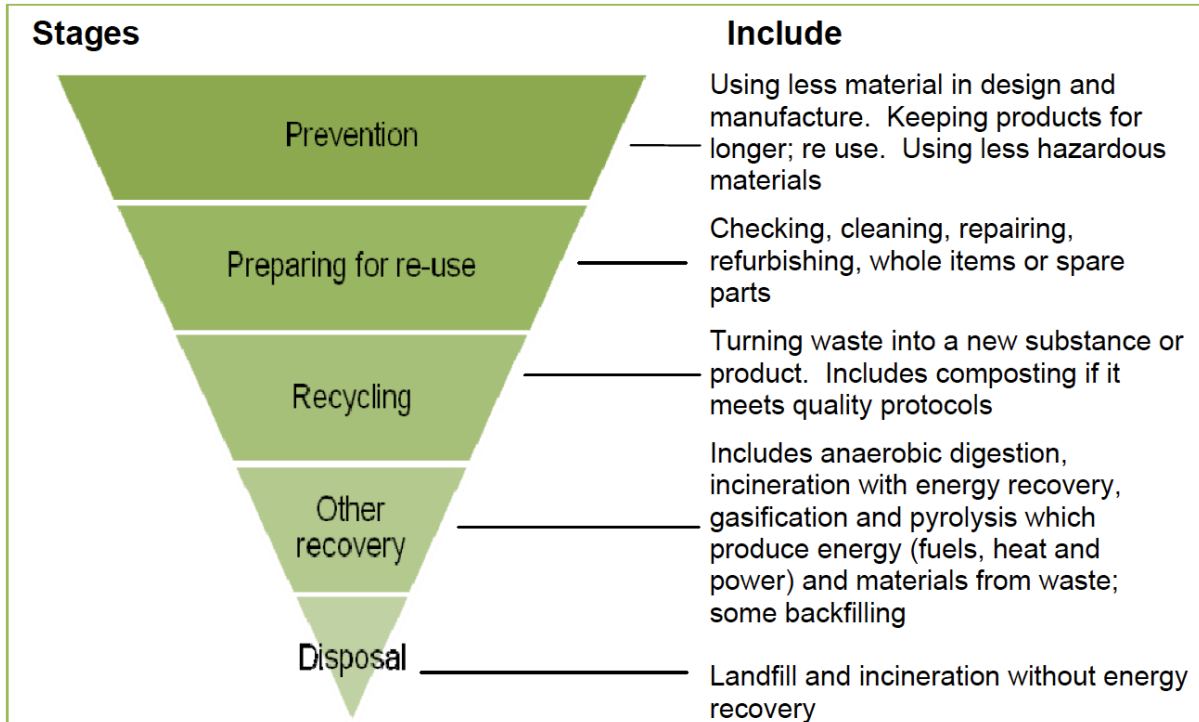 Stages
Include
Prevention
Using less material in design and
manufacture.  Keeping products for
longer; re use.  Using less hazardous
materials
Preparing for re-use
Checking, cleaning, repairing,
refurbishing, whole items or spare
parts
Recycling
Turning waste into a new substance or
product.  Includes composting if it
meets quality protocols
Other
recovery
Includes anaerobic digestion,
incineration with energy recovery,
gasification and pyrolysis which
produce energy (fuels, heat and
power) and materials from waste;
some backfilling
Disposal
Landfill and incineration without energy
recovery